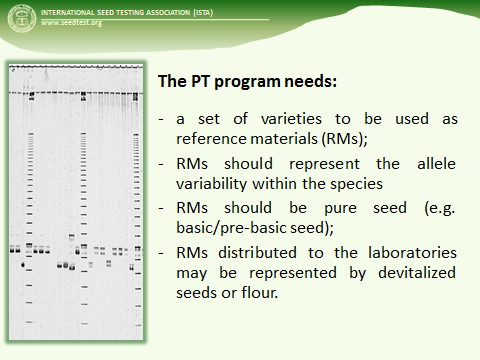 INTERNATIONAL SEED TESTING ASSOCIATION (ISTA)
www.seedtest.org
The PT program needs:
- a set of varieties to be used as
reference materials (RMs);
- RMs should represent the allele
variability within the species
- RMs should be pure seed (e.g.
basic/pre-basic seed);
- RMs distributed to the laboratories
may be represented by devitalized
seeds or flour.